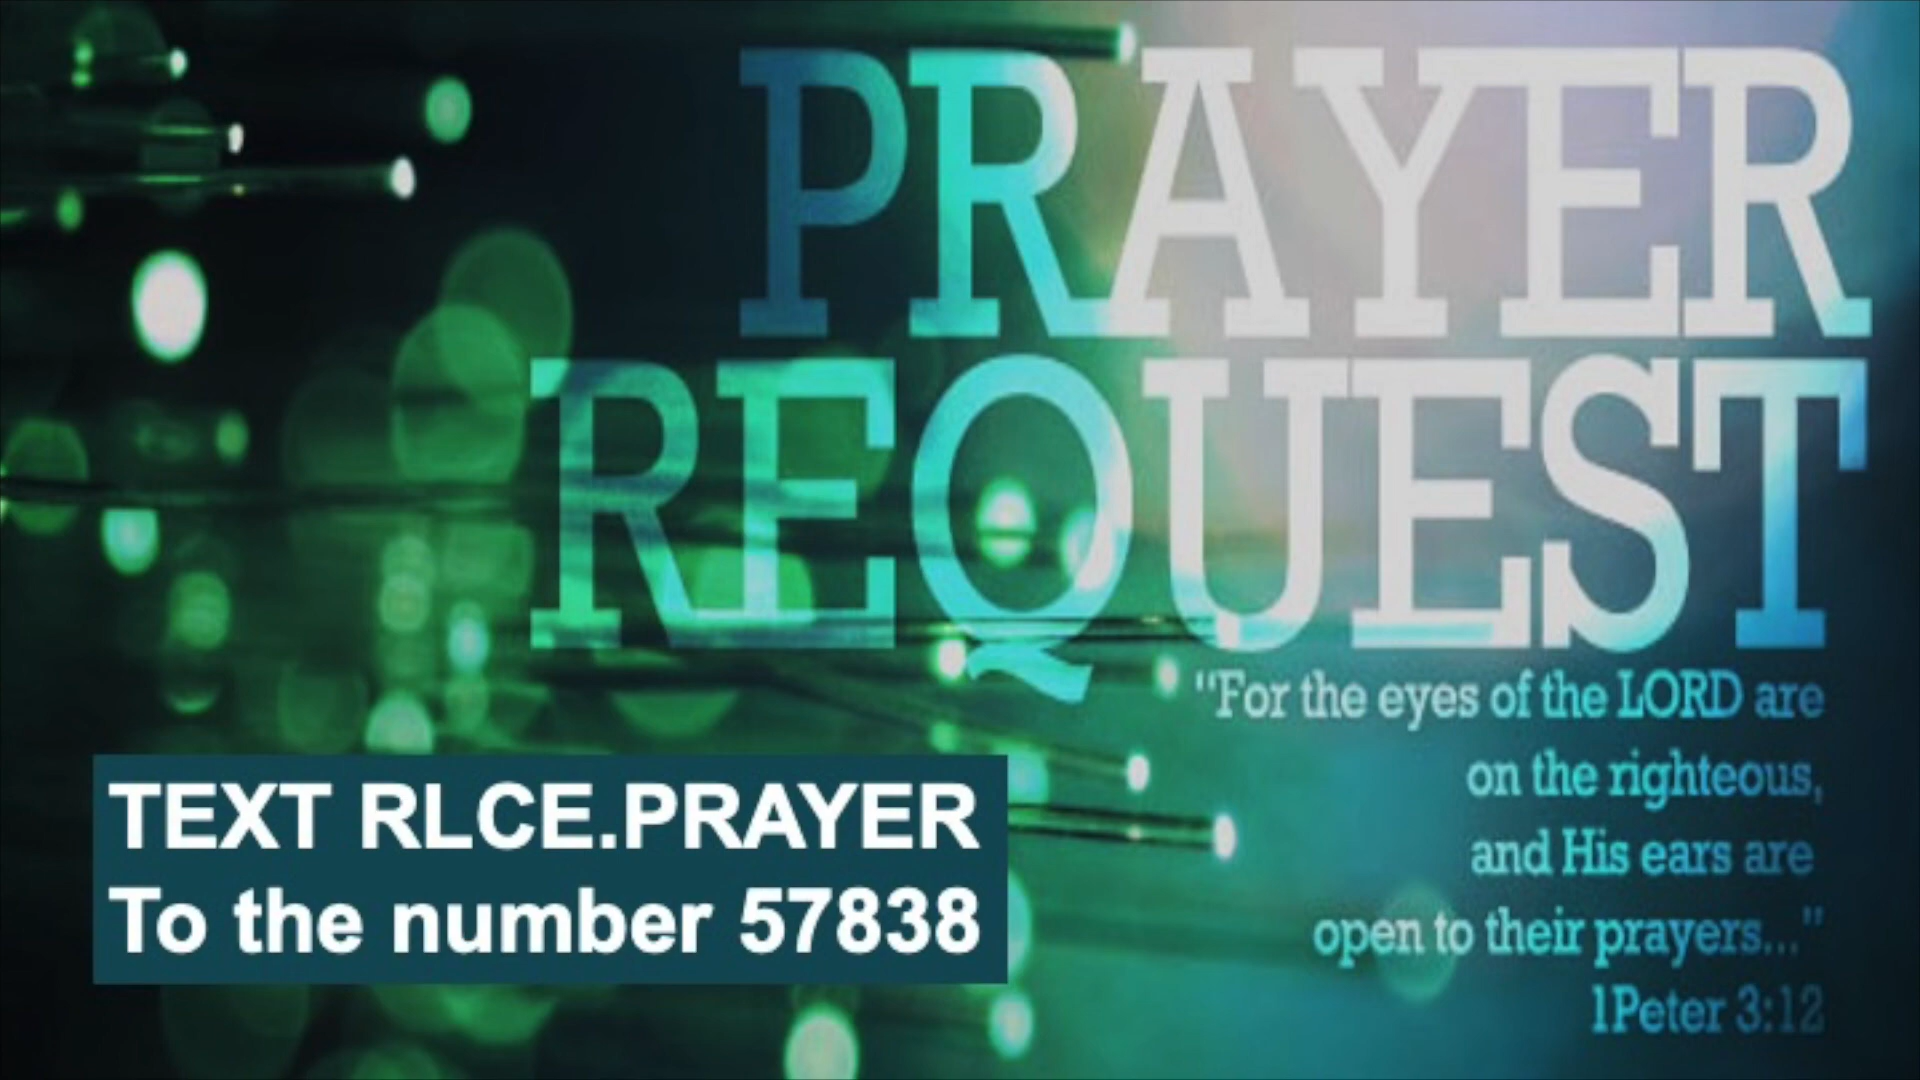 PRAYER
REQUEST
"For the eyes of the LORD are
on the righteous,
and His ears are
open to their prayers..."
1Peter 3:12
TEXT RLCE.PRAYER
To the number 57838